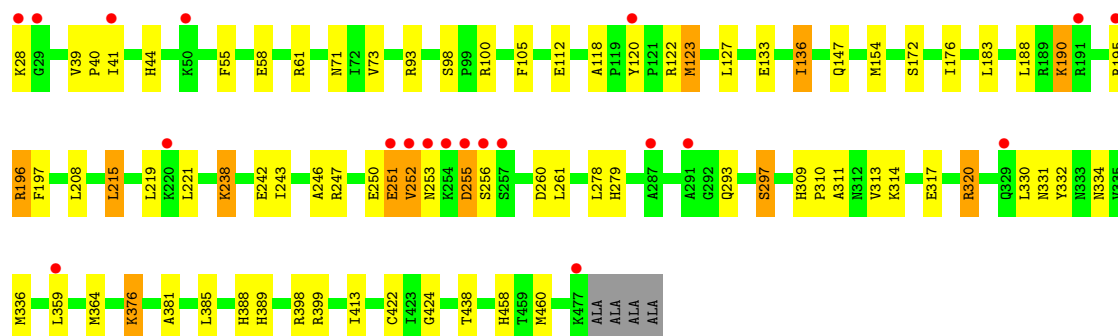 K28 G29 V39 P40 I41 H44 K50 F55 E58 R61 N71 I72 V73 R93 S98 P99 R100 F105 E112 A118 P119 Y120 P121 R122 M123 L127 E133 I136 Q147 M154 S172 I176 L183 L188 R189 K190 R191
R196 F197 L208 L215 L219 K220 L221 K238 E242 I243 A246 R247 E250 E251 V252 N253 K254 D255 S256 S257 D260 L261 L278 H279 A287 A291 G292 Q293 S297 H309 P310 A311 N312 V313 K314 E317 R320 Q329 L330 N331 Y332 N333 N334
M336 L359 M364 K376 A381 L385 H388 H389 R398 R399 I413 C422 I423 G424 T438 H458 T459 M460 K477 ALA ALA ALA ALA